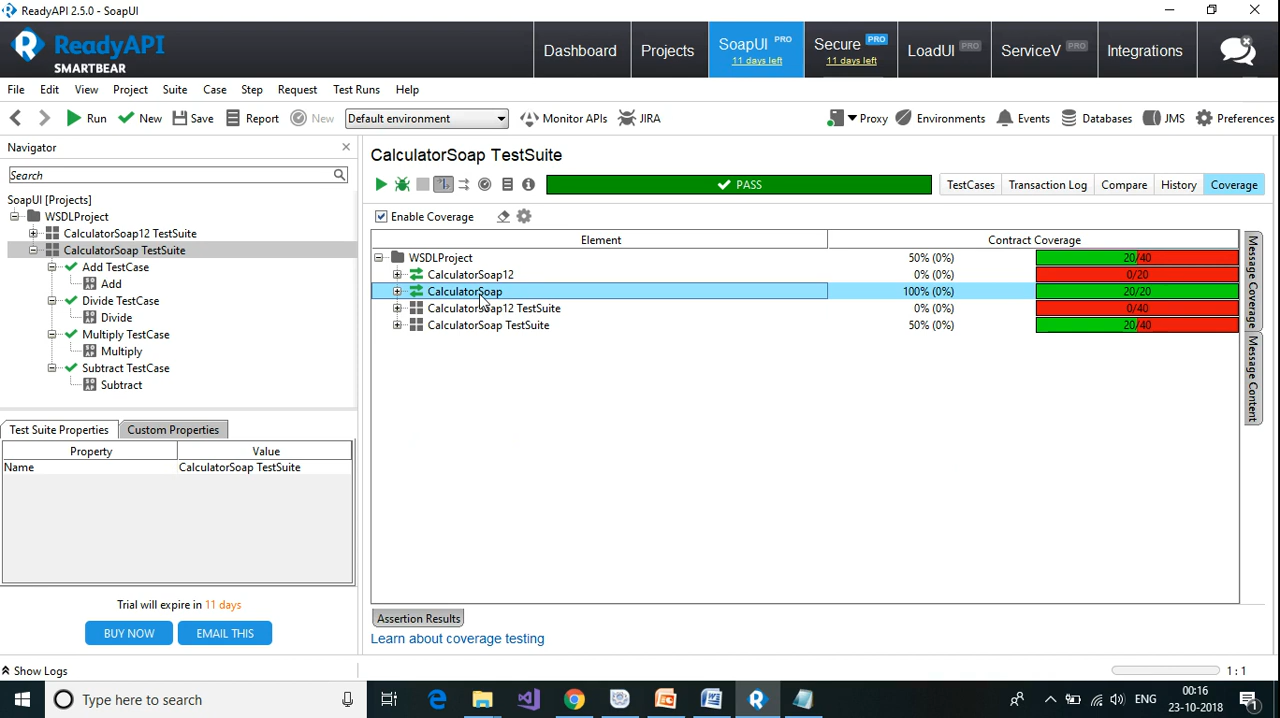 ReadyAPI 2.5.0 - SoapUI
ReadyAPI
SMARTBEAR
Dashboard
Projects
SoapUI PRO
11 days left
Secure PRO
11 days left
LoadUI PRO
ServiceV PRO
Integrations
File Edit View Project Suite Case Step Request Test Runs Help
Run New Save Report New Default environment Monitor APIs JIRA Proxy Environments Events Databases JMS Preferences
Navigator
Search
SoapUI [Projects]
WSDLProject
CalculatorSoap12 TestSuite
CalculatorSoap TestSuite
Add TestCase
Add
Divide TestCase
Divide
Multiply TestCase
Multiply
Subtract TestCase
Subtract
Test Suite Properties Custom Properties
Property Value
Name CalculatorSoap TestSuite
Trial will expire in 11 days
BUY NOW EMAIL THIS
Show Logs
CalculatorSoap TestSuite
PASS
TestCases Transaction Log Compare History Coverage
Enable Coverage
Element Contract Coverage
WSDLProject 50% (0%) 20/40
CalculatorSoap12 0% (0%) 0/20
CalculatorSoap 100% (0%) 20/20
CalculatorSoap12 TestSuite 0% (0%) 0/40
CalculatorSoap TestSuite 50% (0%) 20/40
Message Coverage
Message Content
Assertion Results
Learn about coverage testing
1 : 1
Type here to search
ENG
00:16
23-10-2018
1